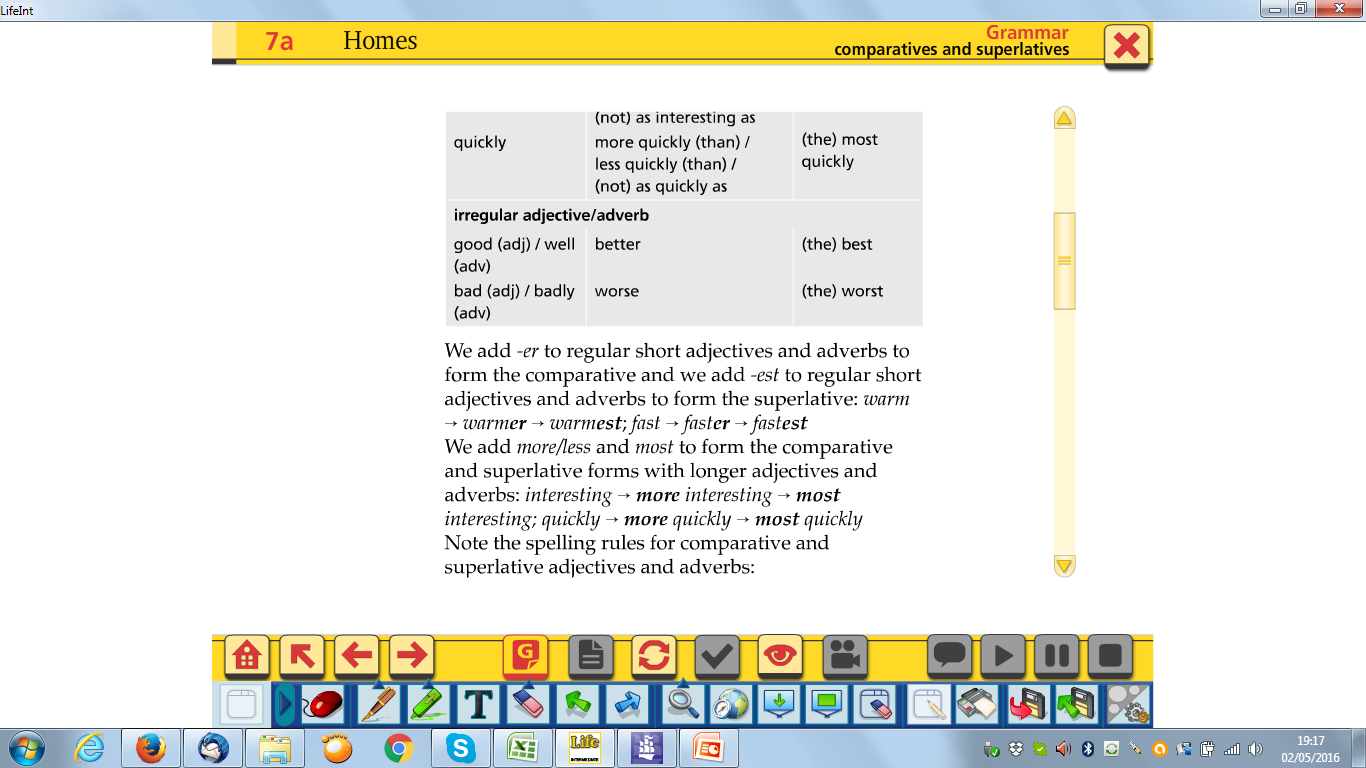 LifeInt
7a Homes
Grammar
comparatives and superlatives
(not) as interesting as
quickly more quickly (than) / (the) most
less quickly (than) / quickly
(not) as quickly as
irregular adjective/adverb
good (adj) / well better (the) best
(adv)
bad (adj) / badly worse (the) worst
(adv)
We add -er to regular short adjectives and adverbs to
form the comparative and we add -est to regular short
adjectives and adverbs to form the superlative: warm
→ warmer → warmest; fast → faster → fastest
We add more/less and most to form the comparative
and superlative forms with longer adjectives and
adverbs: interesting → more interesting → most
interesting; quickly → more quickly → most quickly
Note the spelling rules for comparative and
superlative adjectives and adverbs:
G
T
Life
INTERMEDIATE
19:17
02/05/2016